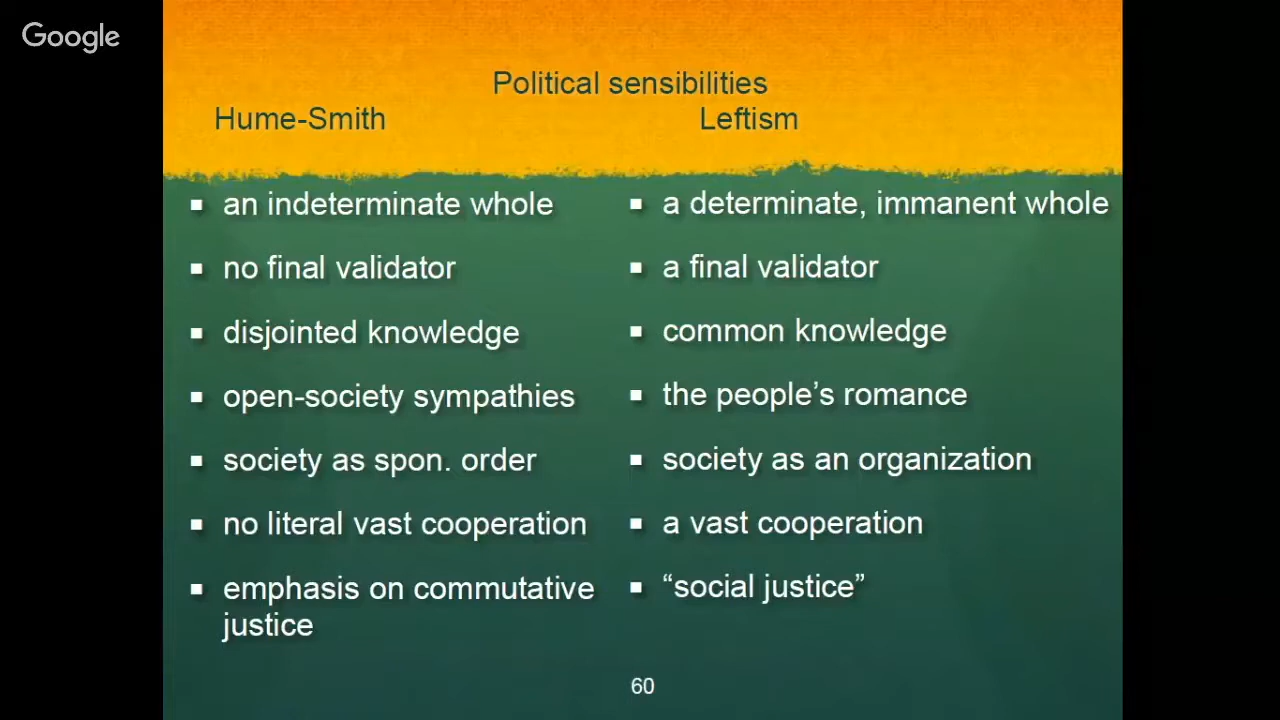 Google
Political sensibilities
Hume-Smith
Leftism
an indeterminate whole
no final validator
disjointed knowledge
open-society sympathies
society as spon. order
no literal vast cooperation
emphasis on commutative
justice
a determinate, immanent whole
a final validator
common knowledge
the people’s romance
society as an organization
a vast cooperation
“social justice”
60